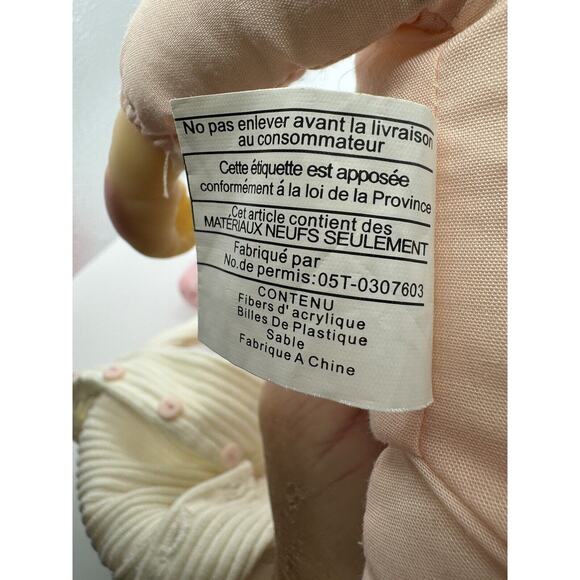 No pas enlever avant la livraison
au consommateur
Cette étiquette est apposée
conformément á la loi de la Province
Cet article contient des
MATÉRIAUX NEUFS SEULEMENT
Fabriqué par
No.de permis:05T-0307603
CONTENU
Fibers d'acrylique
Billes De Plastique
Sable
Fabrique A Chine